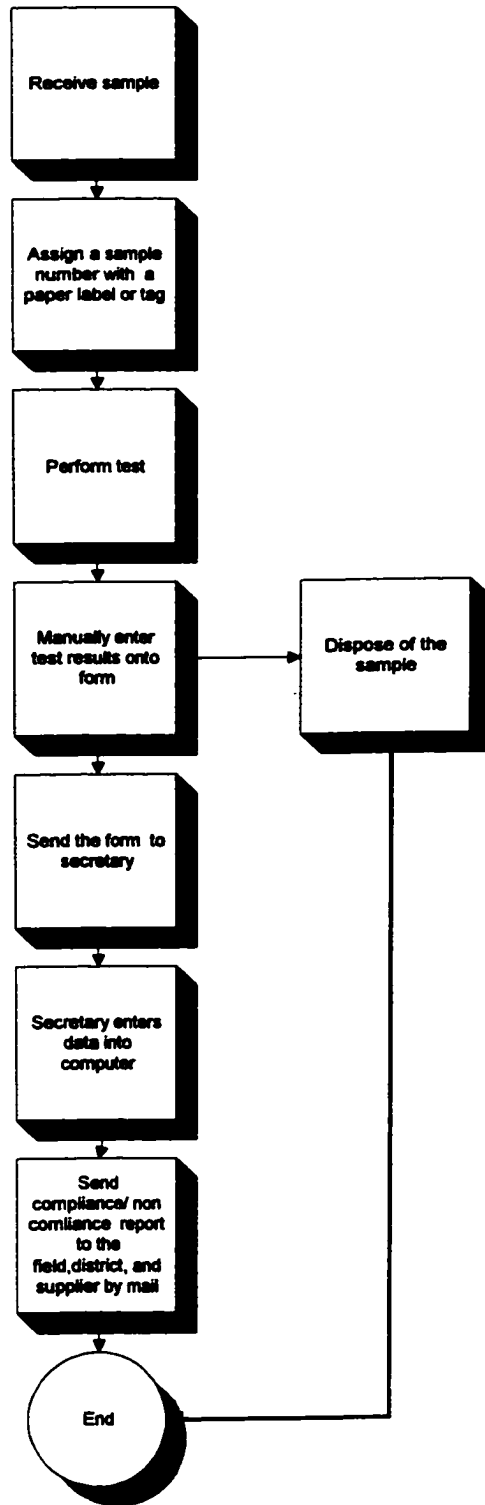 Receive sample
Assign a sample
number with a
paper label or tag
Perform test
Manually enter
test results onto
form
Dispose of the
sample
Send the form to
secretary
Secretary enters
data into
computer
Send
compliance/ non
comliance report
to the
field,district, and
supplier by mail
End